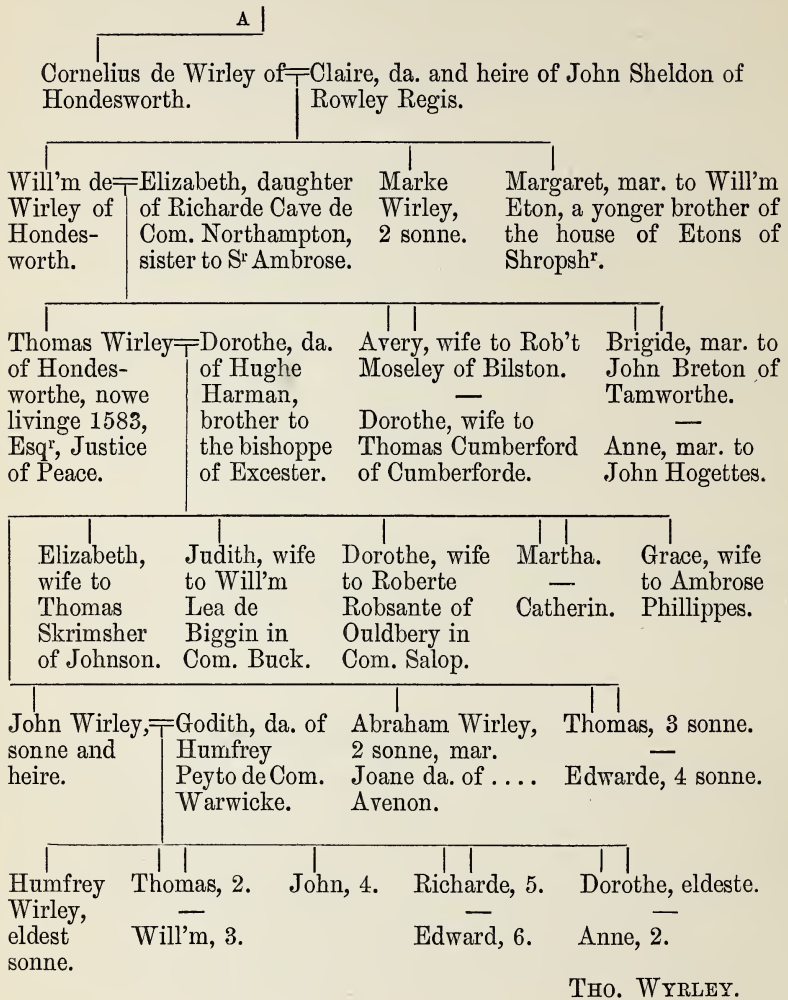 A
Cornelius de Wirley of Hondesworth.
Claire, da. and heire of John Sheldon of Rowley Regis.
Will'm de Wirley of Hondes-
worth.
Elizabeth, daughter
of Richarde Cave de
Com. Northampton,
sister to Sʳ Ambrose.
Marke
Wirley,
2 sonne.
Margaret, mar. to Will'm
Eton, a yonger brother of
the house of Etons of
Shropshʳ.
Thomas Wirley
of Hondes-
worthe, nowe
livinge 1583,
Esqʳ, Justice
of Peace.
Dorothe, da.
of Hughe
Harman,
brother to
the bishoppe
of Excester.
Avery, wife to Rob't
Moseley of Bilston.
—
Dorothe, wife to
Thomas Cumberford
of Cumberforde.
Brigide, mar. to
John Breton of
Tamworthe.
—
Anne, mar. to
John Hogettes.
Elizabeth,
wife to
Thomas
Skrimsher
of Johnson.
Judith, wife
to Will'm
Lea de
Biggin in
Com. Buck.
Dorothe, wife
to Roberte
Robsante of
Ouldbery in
Com. Salop.
Martha.
—
Catherin.
Grace, wife
to Ambrose
Phillippes.
John Wirley,
sonne and
heire.
Godith, da. of
Humfrey
Peyto de Com.
Warwicke.
Abraham Wirley,
2 sonne, mar.
Joane da. of ....
Avenon.
Thomas, 3 sonne.
—
Edwarde, 4 sonne.
Humfrey
Wirley,
eldest
sonne.
Thomas, 2.
—
Will'm, 3.
John, 4.
Richarde, 5.
—
Edward, 6.
Dorothe, eldeste.
—
Anne, 2.
Tho. Wyrley.